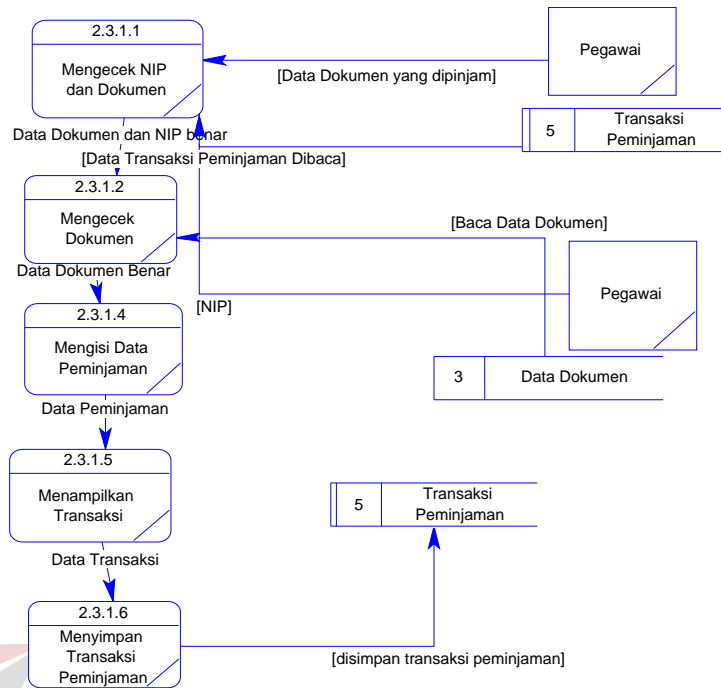 2.3.1.1
Mengecek NIP
dan Dokumen
Pegawai
[Data Dokumen yang dipinjam]
5
Transaksi
Peminjaman
Data Dokumen dan NIP benar
[Data Transaksi Peminjaman Dibaca]
2.3.1.2
Mengecek
Dokumen
[Baca Data Dokumen]
Data Dokumen Benar
Pegawai
[NIP]
2.3.1.4
Mengisi Data
Peminjaman
3
Data Dokumen
Data Peminjaman
2.3.1.5
Menampilkan
Transaksi
5
Transaksi
Peminjaman
Data Transaksi
2.3.1.6
Menyimpan
Transaksi
Peminjaman
[disimpan transaksi peminjaman]